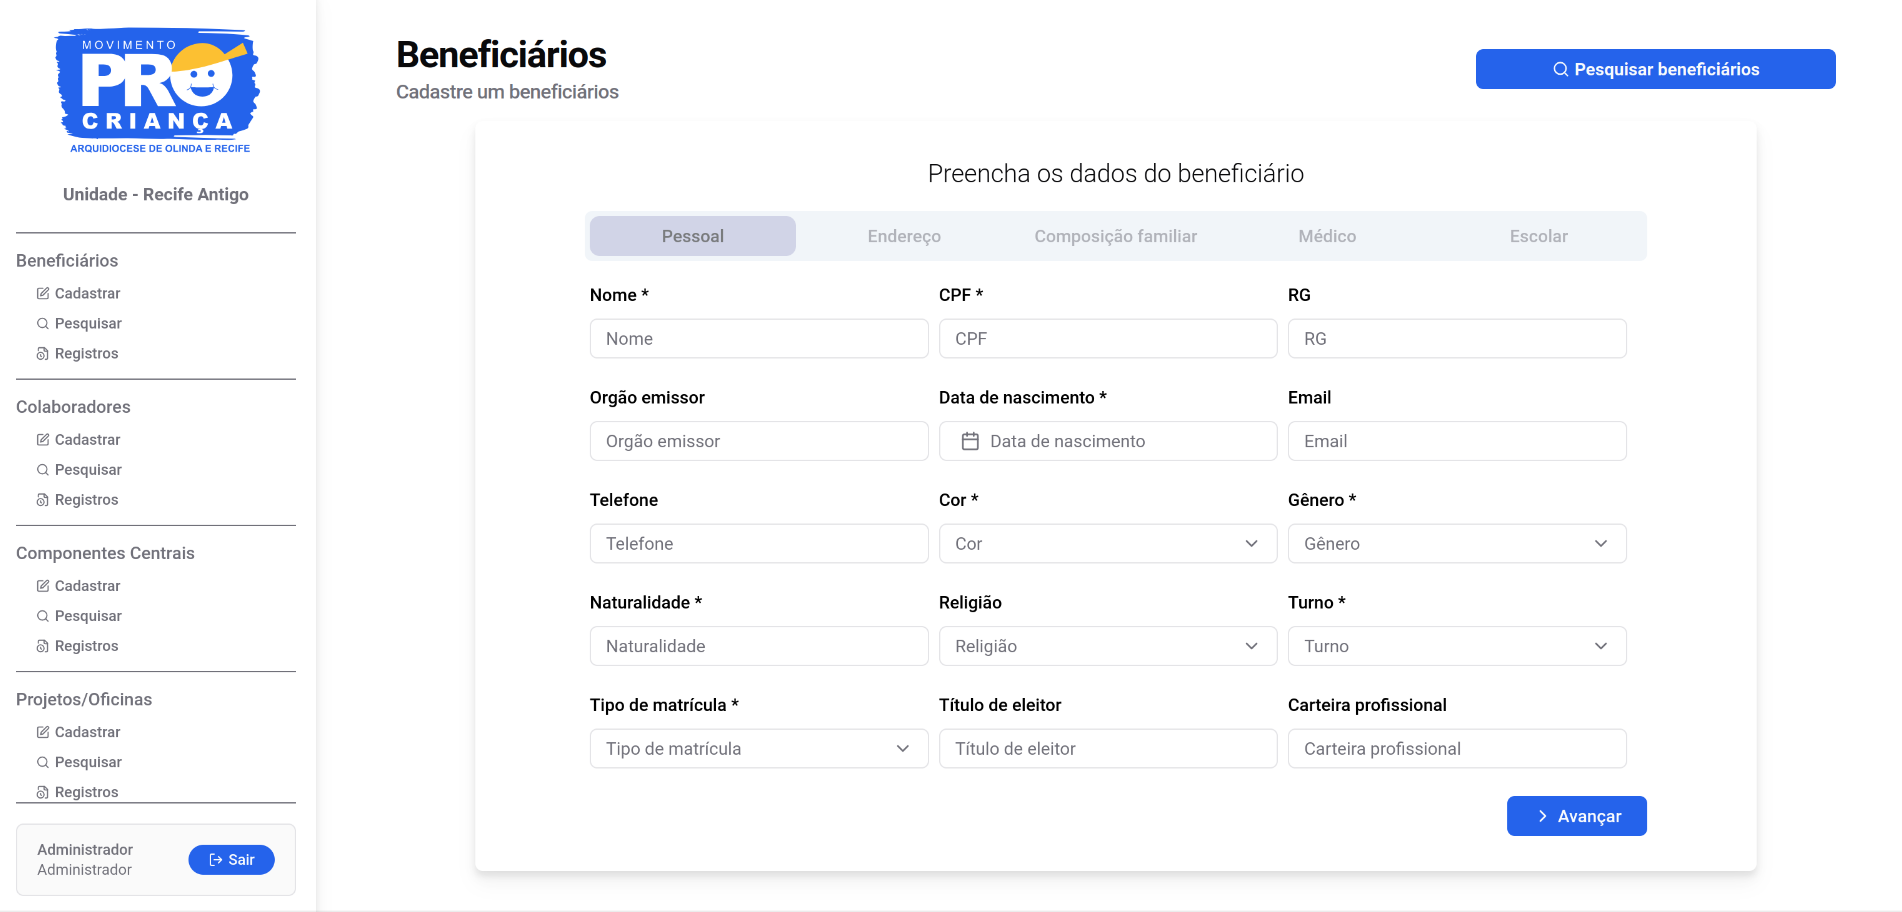 MOVIMENTO
PRO
CRIANÇA
ARQUIDIOCESE DE OLINDA E RECIFE
Unidade - Recife Antigo
Beneficiários
Cadastrar
Pesquisar
Registros
Colaboradores
Cadastrar
Pesquisar
Registros
Componentes Centrais
Cadastrar
Pesquisar
Registros
Projetos/Oficinas
Cadastrar
Pesquisar
Registros
Administrador
Administrador
Sair
Beneficiários
Cadastre um beneficiários
Pesquisar beneficiários
Preencha os dados do beneficiário
Pessoal Endereço Composição familiar Médico Escolar
Nome * CPF * RG
Nome CPF RG
Orgão emissor Data de nascimento * Email
Orgão emissor Data de nascimento Email
Telefone Cor * Gênero *
Telefone Cor Gênero
Naturalidade * Religião Turno *
Naturalidade Religião Turno
Tipo de matrícula * Título de eleitor Carteira profissional
Tipo de matrícula Título de eleitor Carteira profissional
Avançar